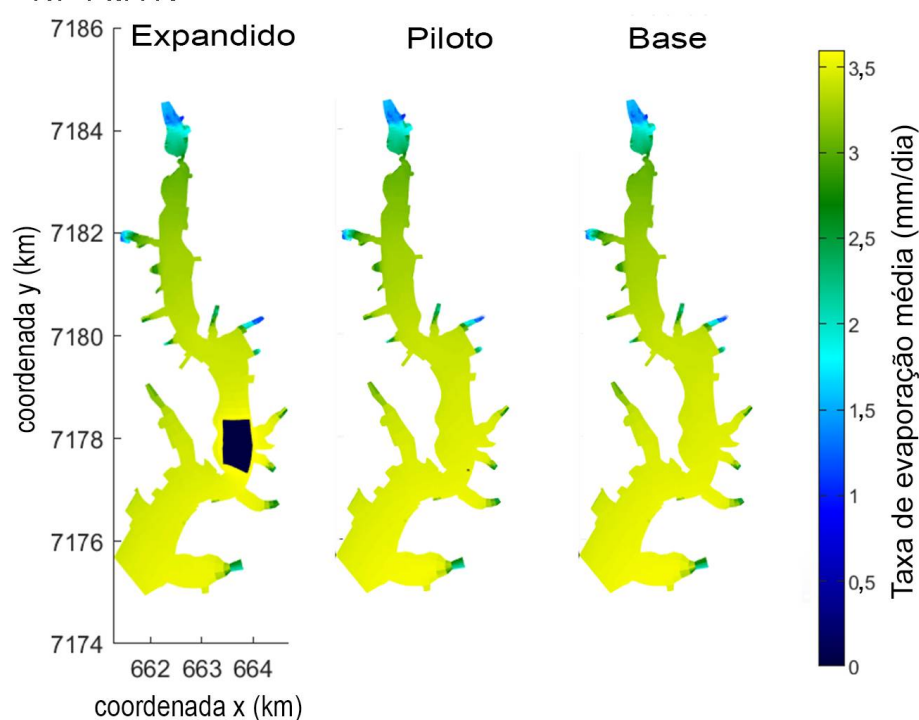 Expandido
Piloto
Base
7186
7184
7182
7180
7178
7176
7174
coordenada y (km)
662 663 664
coordenada x (km)
3,5
3
2,5
2
1,5
1
0,5
0
Taxa de evaporação média (mm/dia)